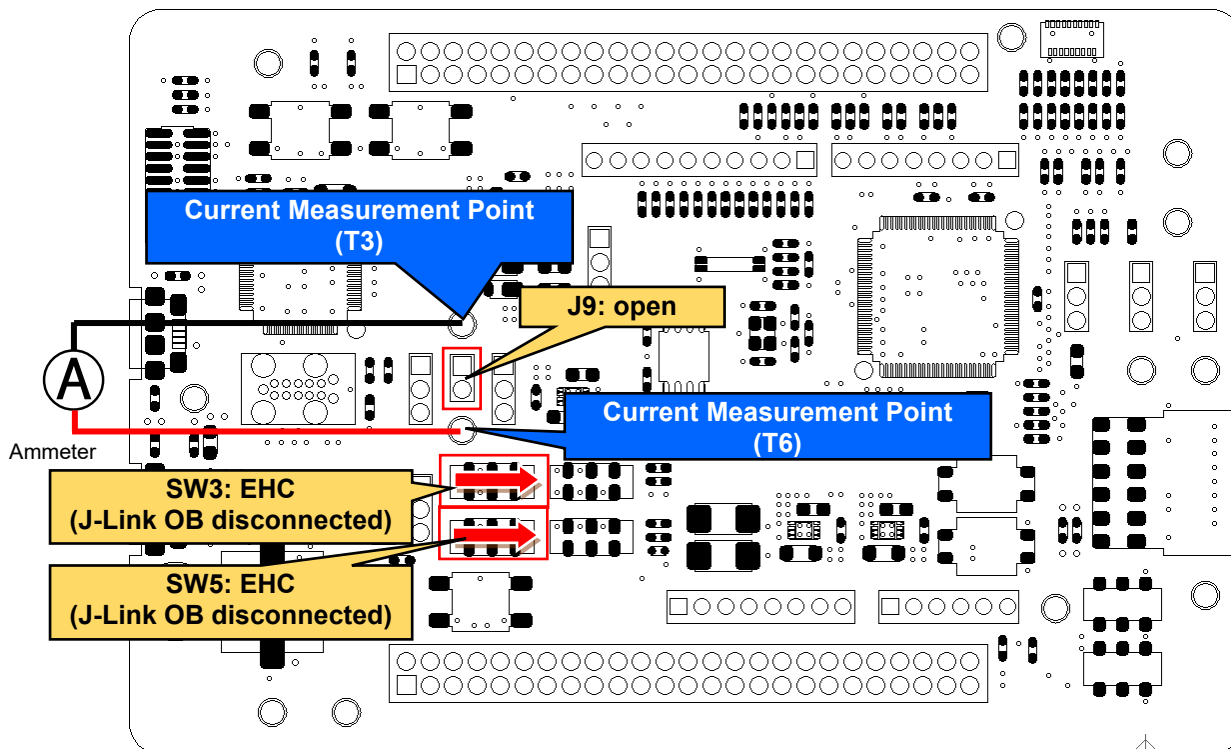 Current Measurement Point
(T3)
J9: open
A
Ammeter
Current Measurement Point
(T6)
SW3: EHC
(J-Link OB disconnected)
SW5: EHC
(J-Link OB disconnected)